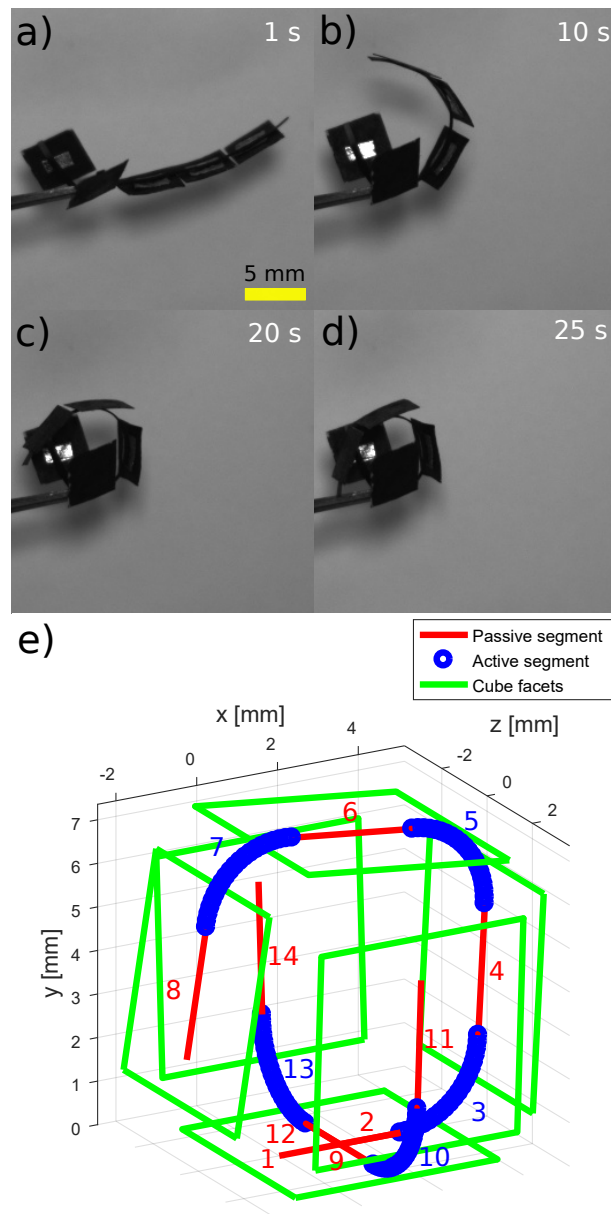 a) 1 s
b) 10 s
5 mm
c) 20 s
d) 25 s
e)
Passive segment
Active segment
Cube facets
x [mm]
z [mm]
-2 0 2 4
-2 0 2
y [mm]
7
6
5
4
3
2
1
0
5
6
7
8
14
4
11
13
3
2
12
1
9
10